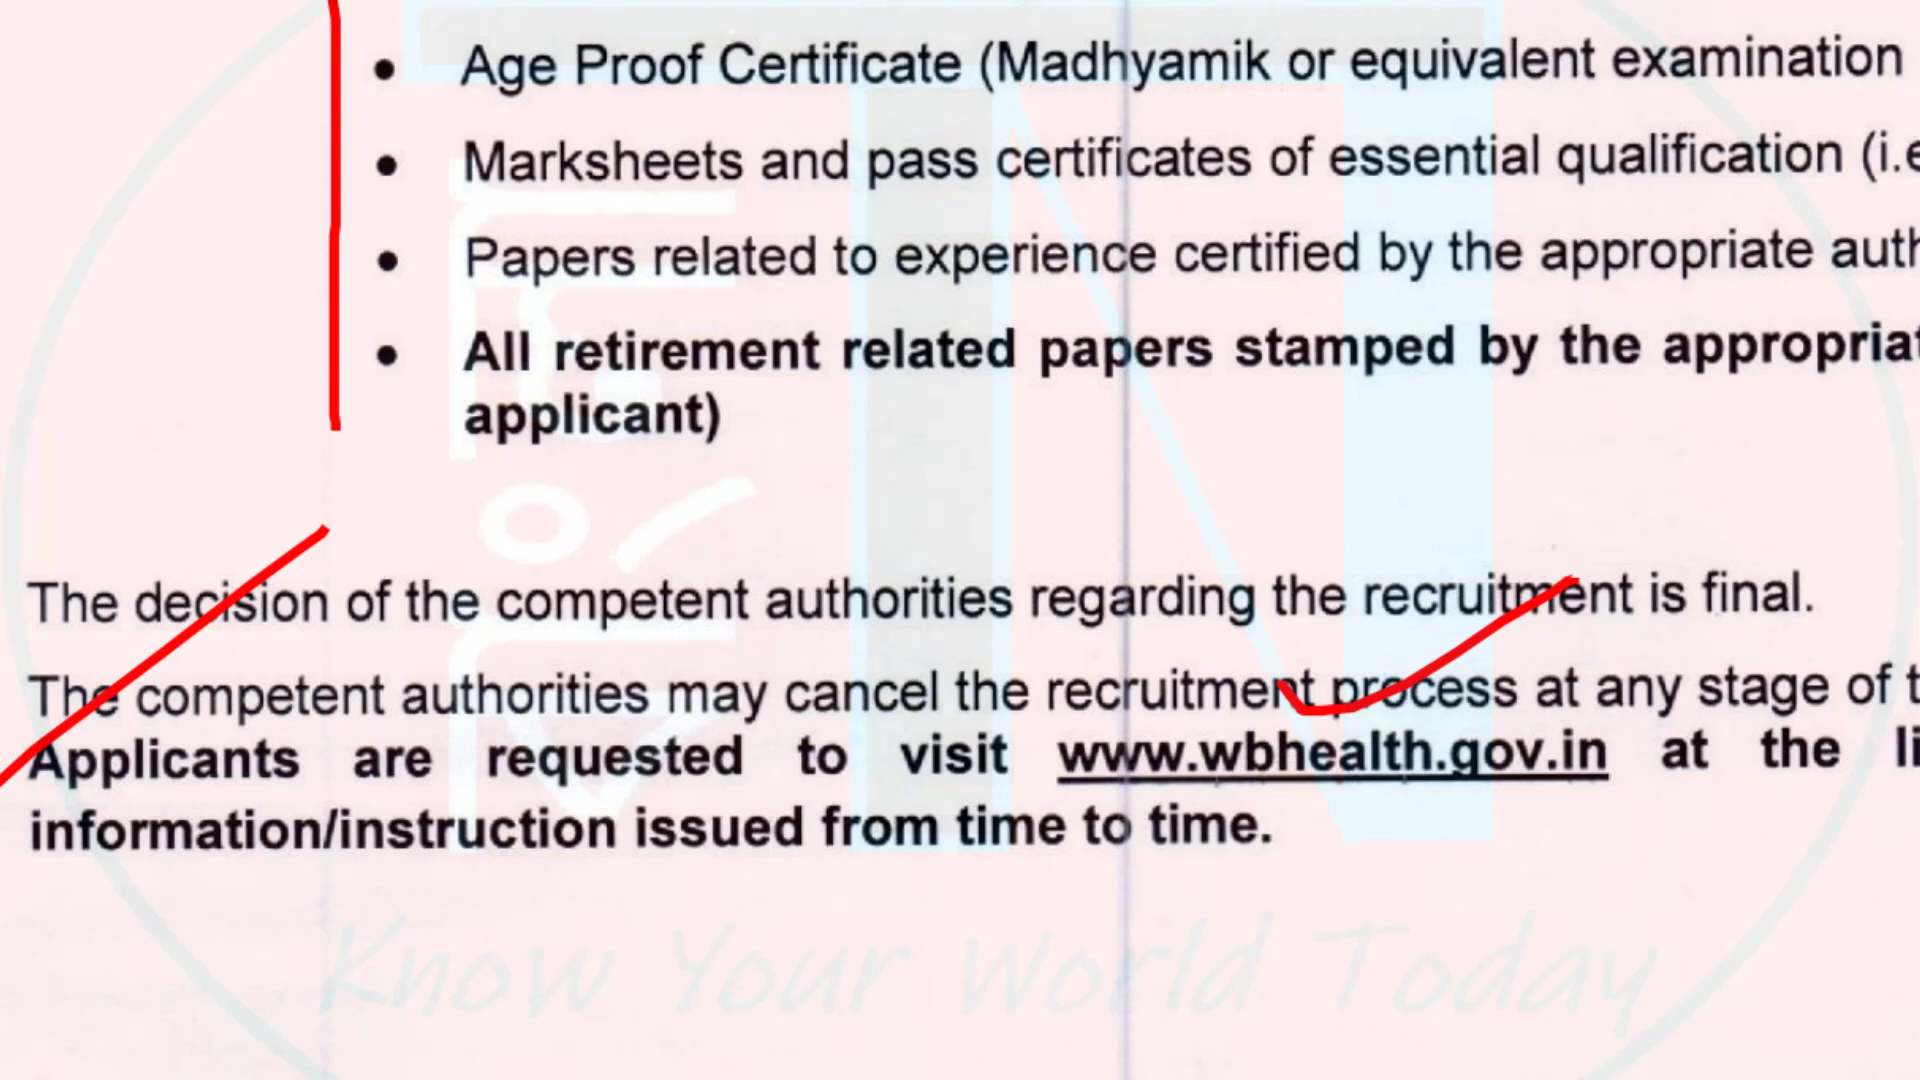 • Age Proof Certificate (Madhyamik or equivalent examination
• Marksheets and pass certificates of essential qualification (i.e
• Papers related to experience certified by the appropriate auth
• All retirement related papers stamped by the appropriat
applicant)
The decision of the competent authorities regarding the recruitment is final.
The competent authorities may cancel the recruitment process at any stage of t
Applicants are requested to visit www.wbhealth.gov.in at the li
information/instruction issued from time to time.
Know Your World Today